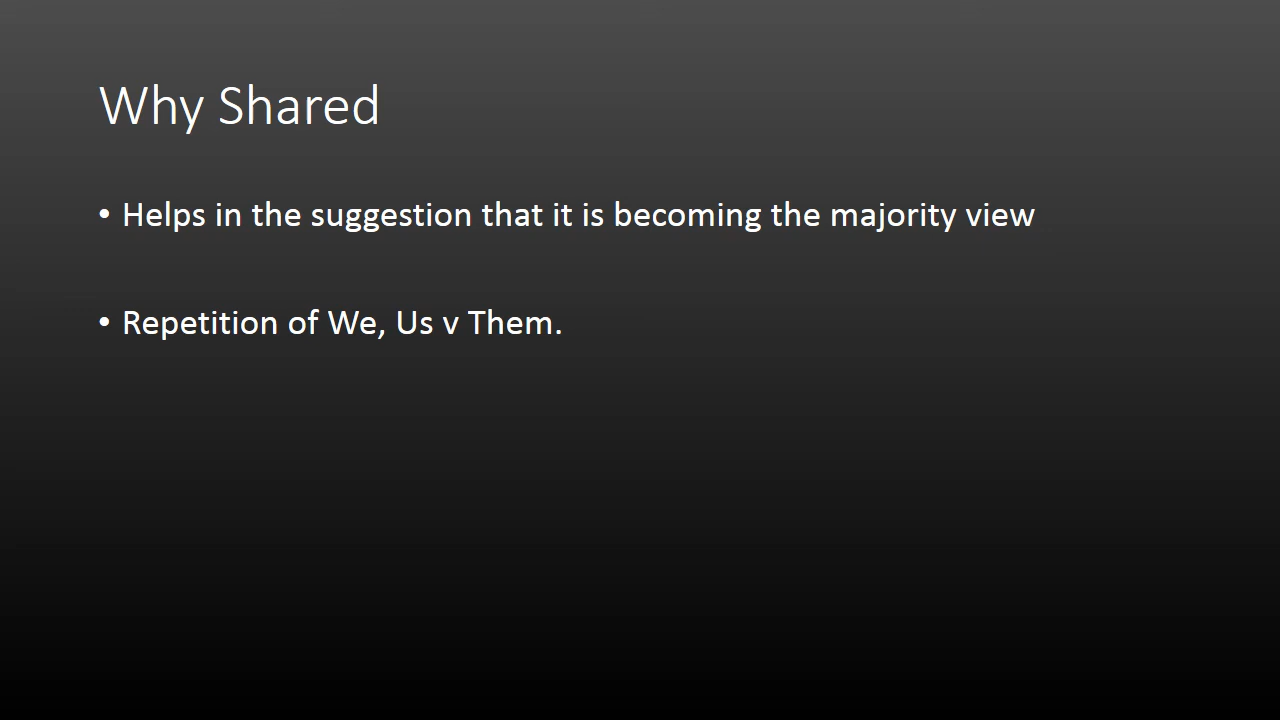 Why Shared
• Helps in the suggestion that it is becoming the majority view
• Repetition of We, Us v Them.